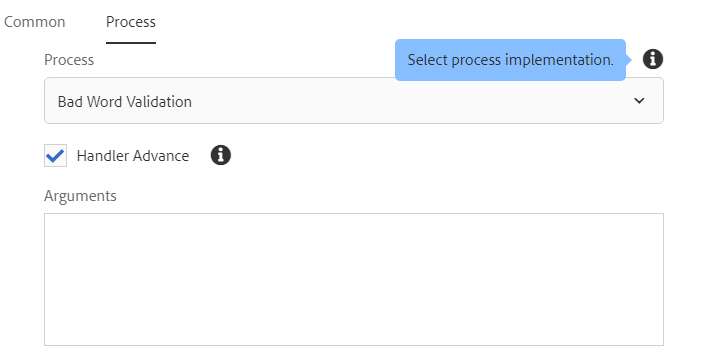 Common Process
Process Select process implementation.
Bad Word Validation
Handler Advance
Arguments